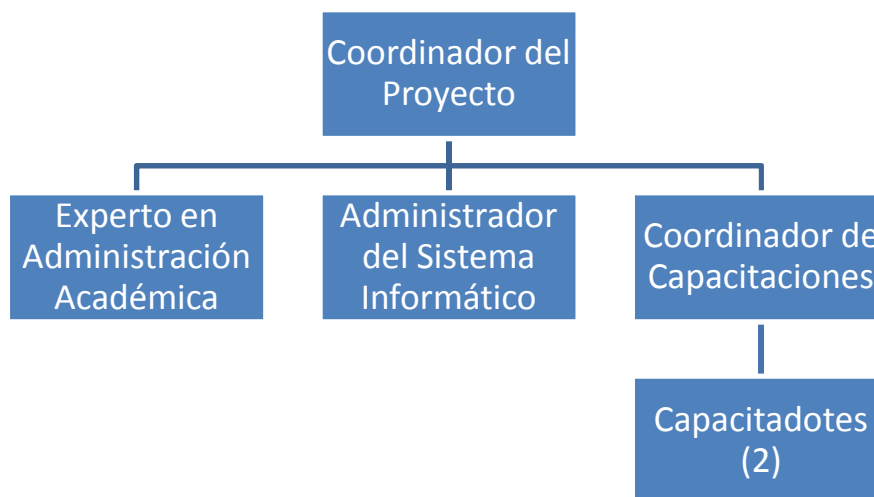 Coordinador del
Proyecto
Experto en
Administración
Académica
Administrador
del Sistema
Informático
Coordinador de
Capacitaciones
Capacitadotes
(2)